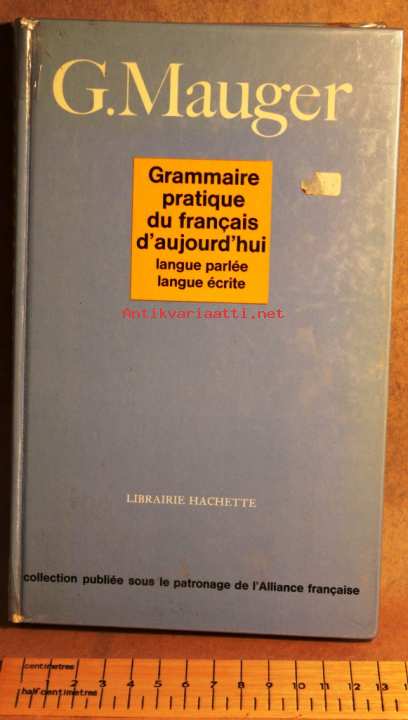 G. Mauger
Grammaire
pratique
du français
d'aujourd'hui
langue parlée
langue écrite
Antikvariaatti.net
LIBRAIRIE HACHETTE
collection publiée sous le patronage de l'Alliance française
centimetres
1 2 3 4 5 6 7 8 9 10 11 12 13
half centimetres